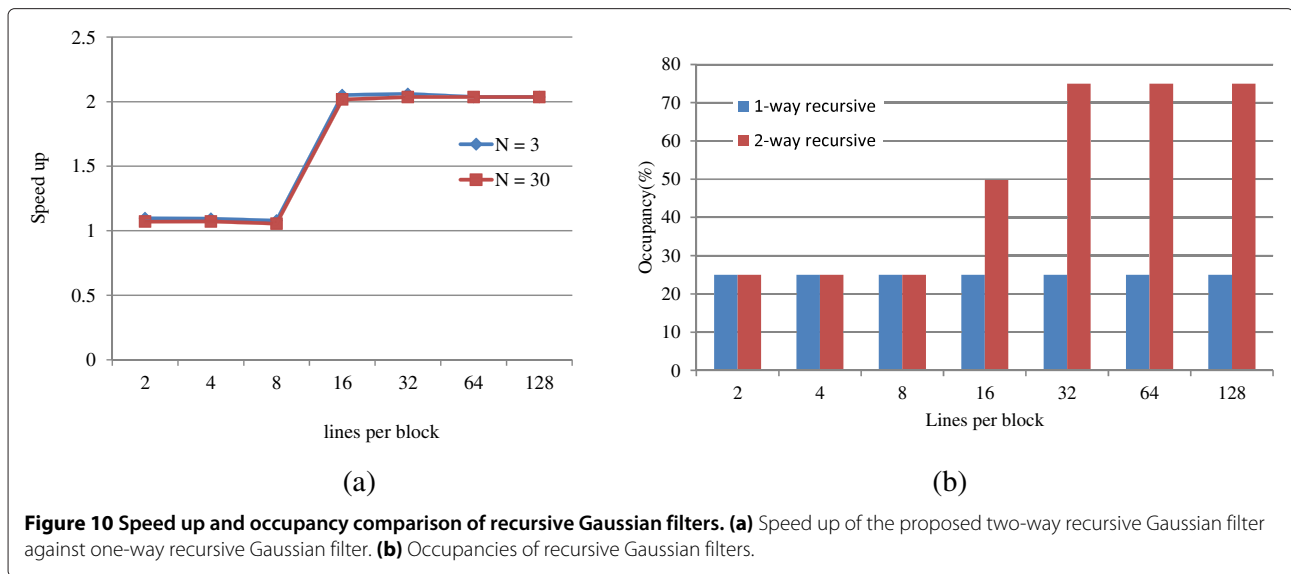 2.5
2
1.5
1
0.5
0
Speed up
N = 3
N = 30
2 4 8 16 32 64 128
lines per block
(a)
80
70
60
50
40
30
20
10
0
Occupancy(%)
1-way recursive
2-way recursive
2 4 8 16 32 64 128
Lines per block
(b)
Figure 10 Speed up and occupancy comparison of recursive Gaussian filters. (a) Speed up of the proposed two-way recursive Gaussian filter
against one-way recursive Gaussian filter. (b) Occupancies of recursive Gaussian filters.